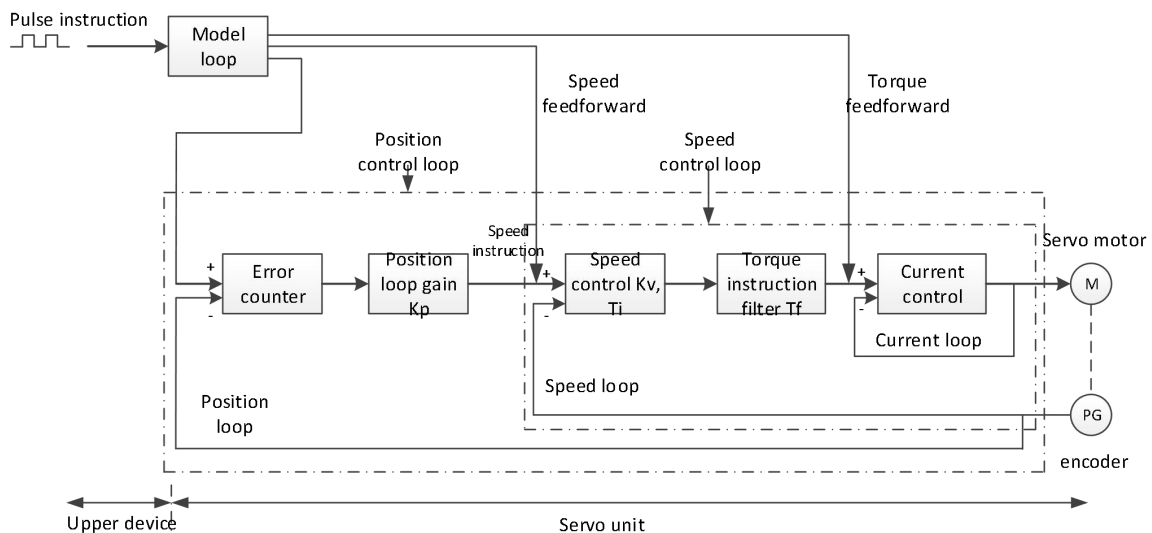 Pulse instruction
Model
loop
Speed
feedforward
Torque
feedforward
Position
control loop
Speed
control loop
Speed
instruction
Servo motor
+
-
Error
counter
Position
loop gain
Kp
+
-
Speed
control Kv,
Ti
Torque
instruction
filter Tf
+
-
Current
control
M
Current loop
Speed loop
Position
loop
PG
encoder
Upper device
Servo unit